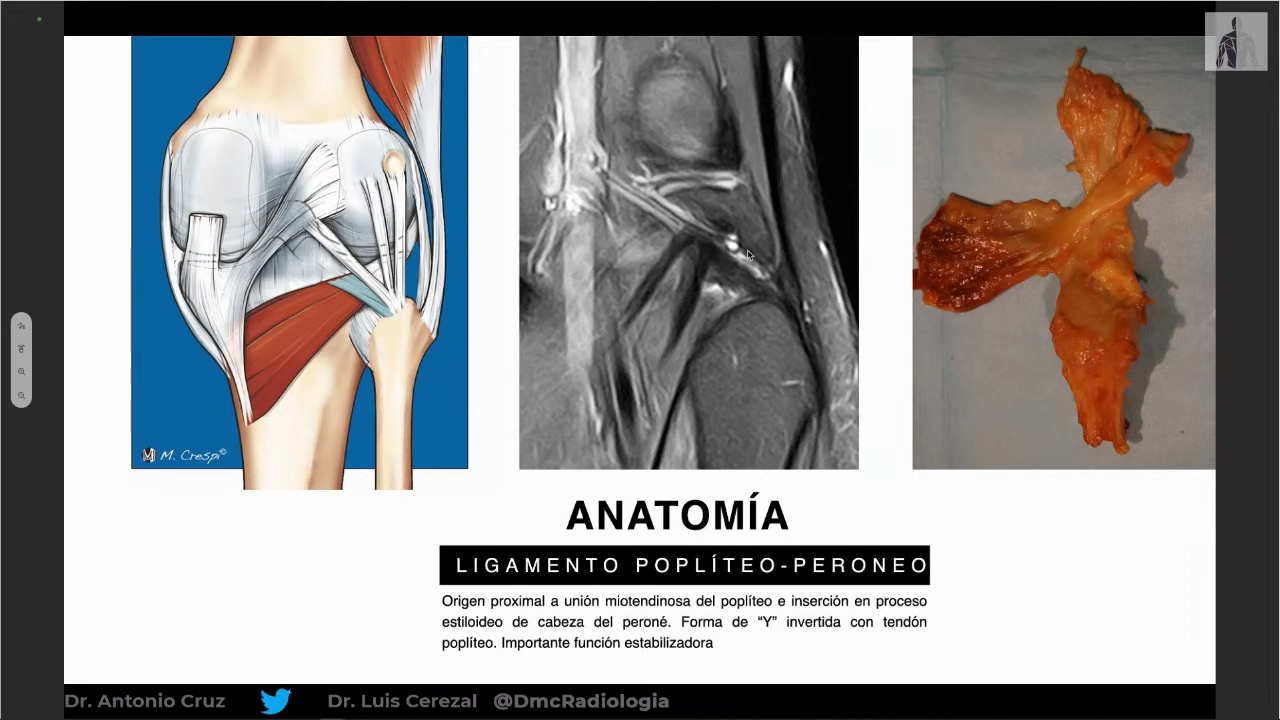 M. Crespi©
ANATOMÍA
LIGAMENTO POPLÍTEO-PERONEO
Origen proximal a unión miotendinosa del poplíteo e inserción en proceso
estiloideo de cabeza del peroné. Forma de “Y” invertida con tendón
poplíteo. Importante función estabilizadora
Dr. Antonio Cruz Dr. Luis Cerezal @DmcRadiologia